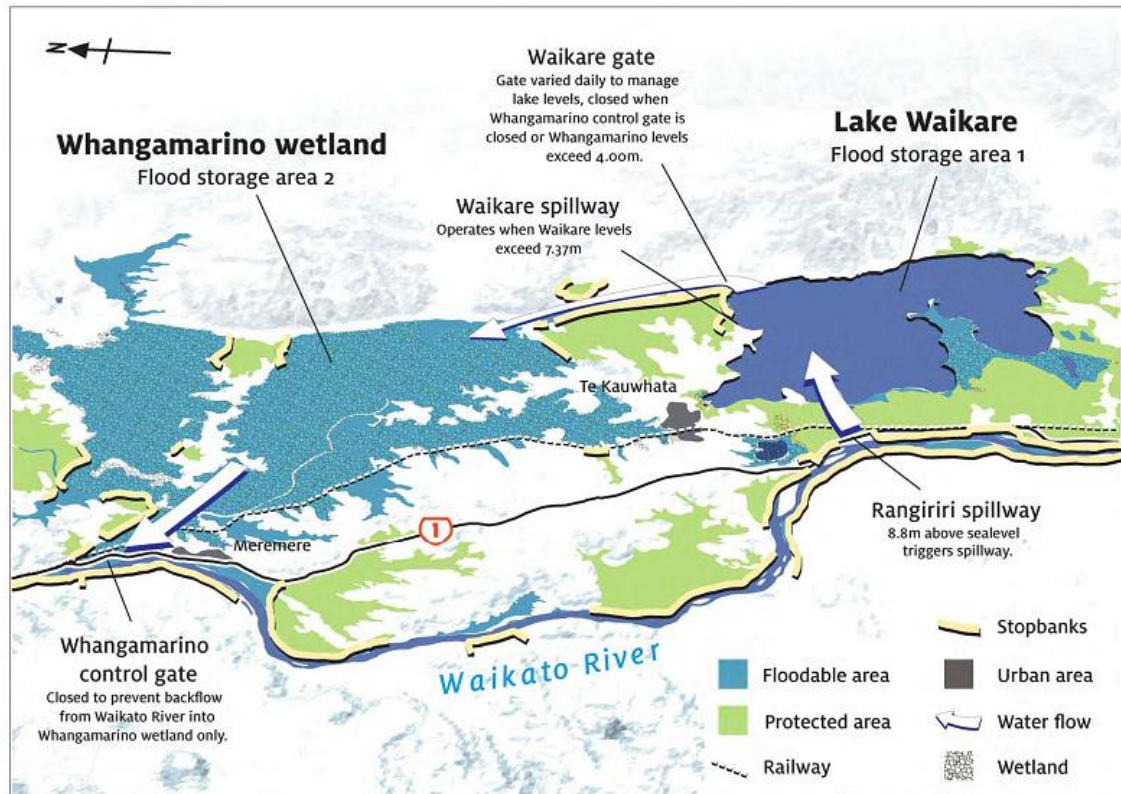 N
Waikare gate
Gate varied daily to manage
lake levels, closed when
Whangamarino control gate is
closed or Whangamarino levels
exceed 4.00m.
Whangamarino wetland
Flood storage area 2
Lake Waikare
Flood storage area 1
Waikare spillway
Operates when Waikare levels
exceed 7.37m
Te Kauwhata
1
Meremere
Rangiriri spillway
8.8m above sealevel
triggers spillway.
Whangamarino
control gate
Closed to prevent backflow
from Waikato River into
Whangamarino wetland only.
Waikato River
Stopbanks
Floodable area
Urban area
Protected area
Water flow
Railway
Wetland